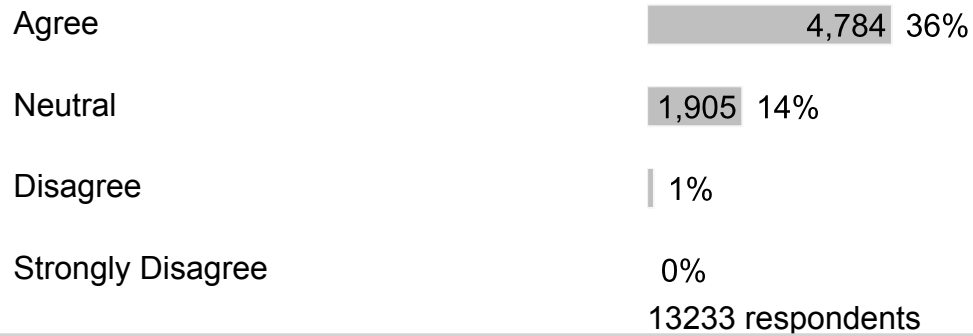 Agree 4,784 36%
Neutral 1,905 14%
Disagree 1%
Strongly Disagree 0%
13233 respondents